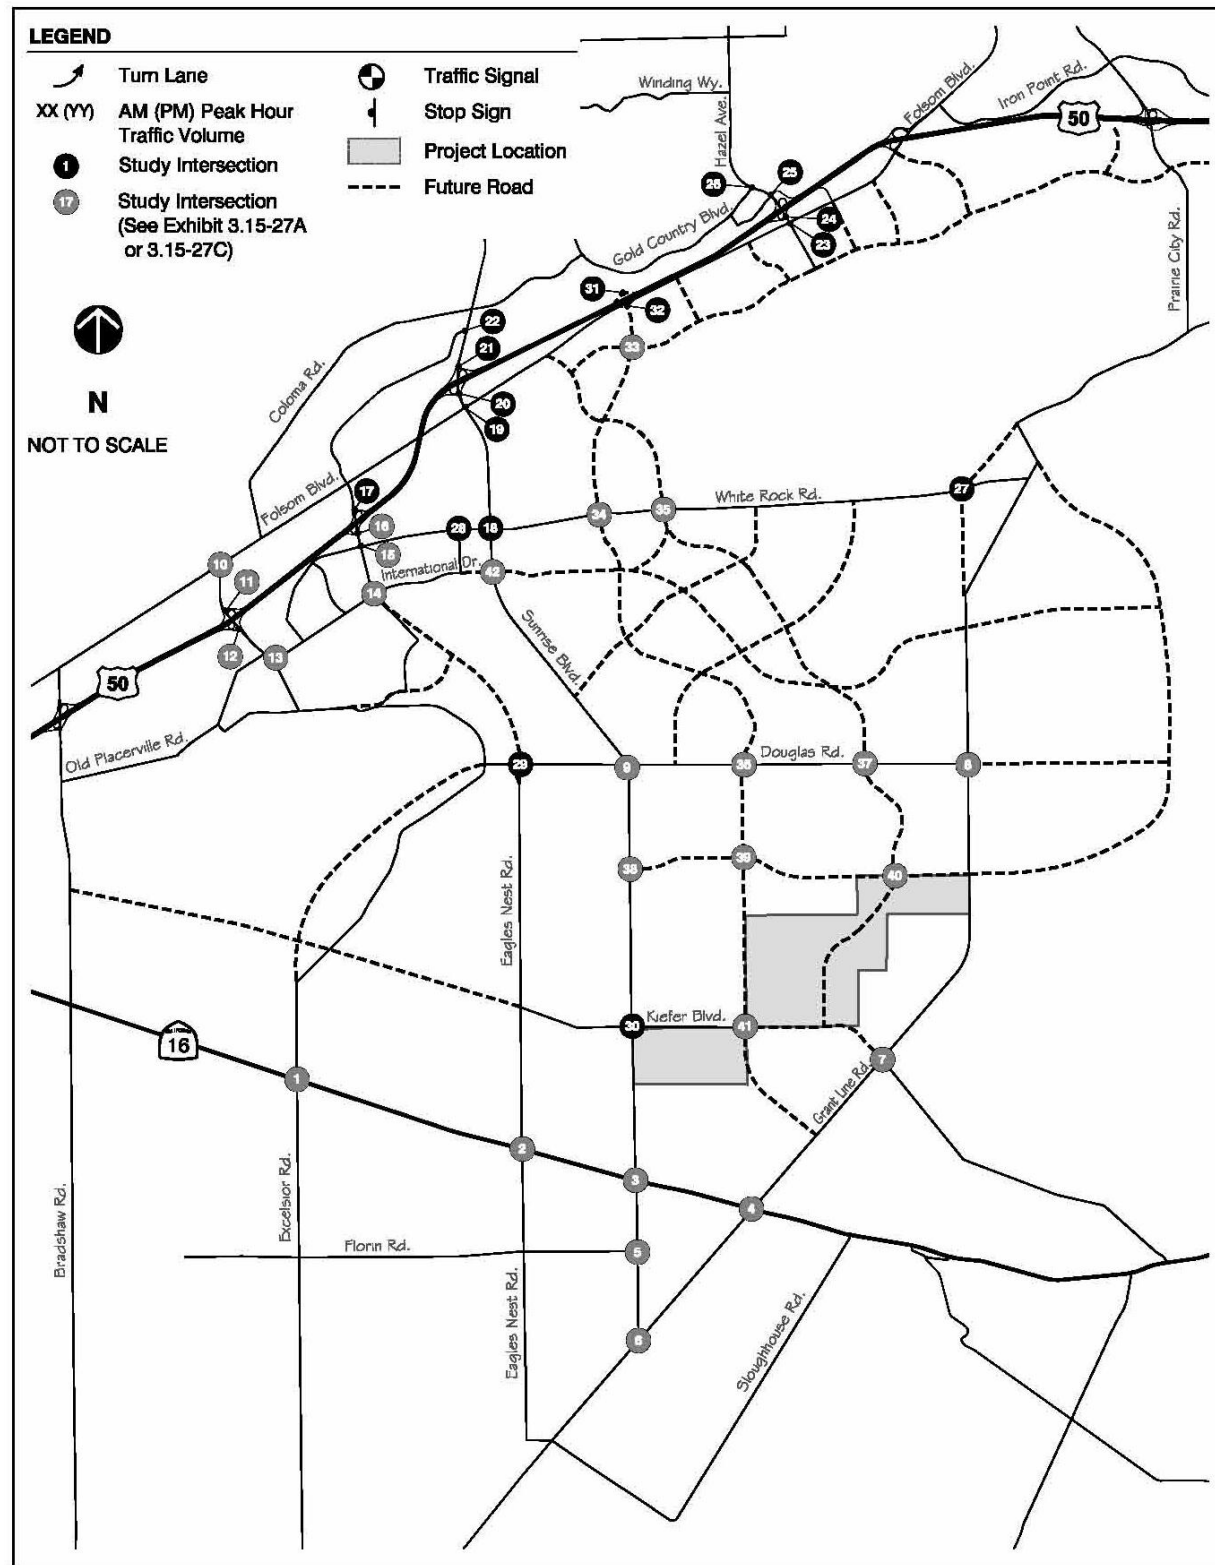 LEGEND
Turn Lane
Traffic Signal
XX (YY)
AM (PM) Peak Hour
Traffic Volume
Stop Sign
Project Location
1
Study Intersection
Future Road
17
Study Intersection
(See Exhibit 3.15-27A
or 3.15-27C)
N
NOT TO SCALE
Winding Wy.
Hazel Ave.
Folsom Blvd.
Iron Point Rd.
50
25
24
23
Gold Country Blvd.
Prairie City Rd.
31
32
33
22
21
20
19
Coloma Rd.
Folsom Blvd.
17
16
15
28
18
34
35
White Rock Rd.
27
10
11
International Dr.
42
14
12
13
Sunrise Blvd.
50
Old Placerville Rd.
29
9
Douglas Rd.
37
8
38
39
40
Eagles Nest Rd
Kiefer Blvd.
30
41
16
7
Grant Line Rd.
1
2
3
4
Bradshaw Rd.
Excelsior Rd.
Florin Rd.
5
Eagles Nest Rd.
6
Sloughhouse Rd.